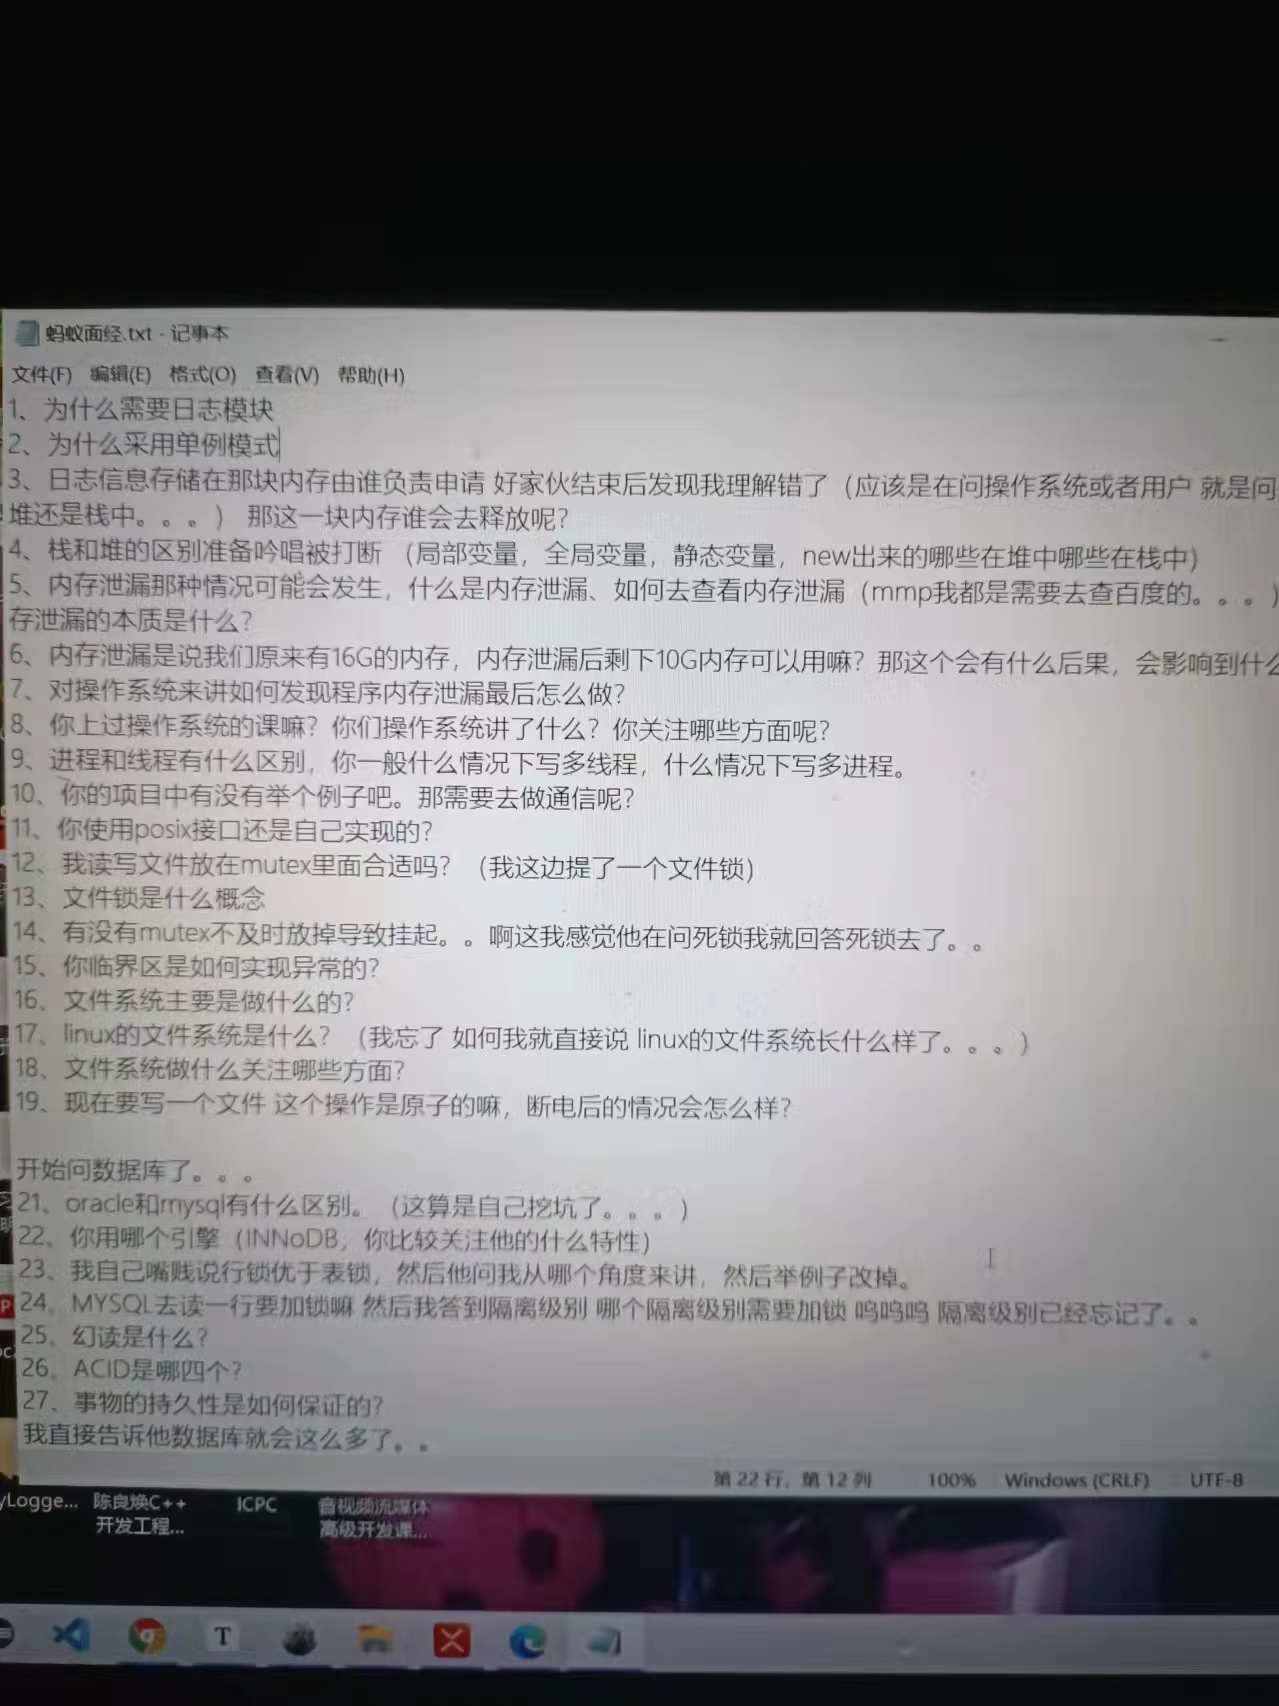 蚂蚁面经.txt - 记事本
文件(F) 编辑(E) 格式(O) 查看(V) 帮助(H)
1、为什么需要日志模块
2、为什么采用单例模式
3、日志信息存储在那块内存由谁负责申请 好家伙结束后发现我理解错了（应该是在问操作系统或者用户 就是问
堆还是栈中。。。） 那这一块内存谁会去释放呢？
4、栈和堆的区别准备吟唱被打断 （局部变量，全局变量，静态变量，new出来的哪些在堆中哪些在栈中）
5、内存泄漏那种情况可能会发生，什么是内存泄漏、如何去查看内存泄漏（mmp我都是需要去查百度的。。。）
存泄漏的本质是什么？
6、内存泄漏是说我们原来有16G的内存，内存泄漏后剩下10G内存可以用嘛？那这个会有什么后果，会影响到什么
7、对操作系统来讲如何发现程序内存泄漏最后怎么做？
8、你上过操作系统的课嘛？你们操作系统讲了什么？你关注哪些方面呢？
9、进程和线程有什么区别，你一般什么情况下写多线程，什么情况下写多进程。
10、你的项目中有没有举个例子吧。那需要去做通信呢？
11、你使用posix接口还是自己实现的？
12、我读写文件放在mutex里面合适吗？（我这边提了一个文件锁）
13、文件锁是什么概念
14、有没有mutex不及时放掉导致挂起。。啊这我感觉他在问死锁我就回答死锁去了。。
15、你临界区是如何实现异常的？
16、文件系统主要是做什么的？
17、linux的文件系统是什么？（我忘了 如何我就直接说 linux的文件系统长什么样了。。。）
18、文件系统做什么关注哪些方面？
19、现在要写一个文件 这个操作是原子的嘛，断电后的情况会怎么样？
开始问数据库了。。。
21、oracle和mysql有什么区别。（这算是自己挖坑了。。。）
22、你用哪个引擎（INNoDB，你比较关注他的什么特性）
23、我自己嘴贱说行锁优于表锁，然后他问我从哪个角度来讲，然后举例子改掉。
24、MYSQL去读一行要加锁嘛 然后我答到隔离级别 哪个隔离级别需要加锁 呜呜呜 隔离级别已经忘记了。。
25、幻读是什么？
26、ACID是哪四个？
27、事物的持久性是如何保证的？
我直接告诉他数据库就会这么多了。。
第 22 行，第 12 列 100% Windows (CRLF) UTF-8
yLogge... 陈良焕C++ ICPC 音视频流媒体
开发工程... 高级开发课...